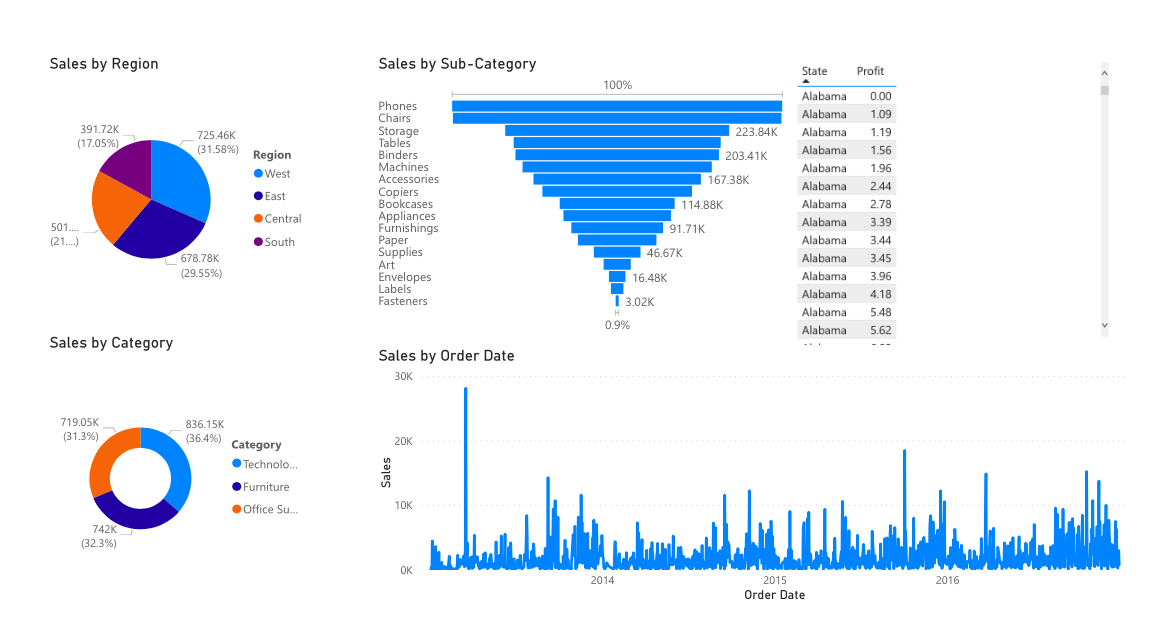 Sales by Region
391.72K
(17.05%)
725.46K
(31.58%)
501....
(21....)
678.78K
(29.55%)
Region
West
East
Central
South
Sales by Sub-Category
100%
Phones
Chairs
Storage 223.84K
Tables
Binders 203.41K
Machines
Accessories 167.38K
Copiers
Bookcases 114.88K
Appliances
Furnishings 91.71K
Paper
Supplies 46.67K
Art
Envelopes 16.48K
Labels
Fasteners 3.02K
0.9%
State Profit
Alabama 0.00
Alabama 1.09
Alabama 1.19
Alabama 1.56
Alabama 1.96
Alabama 2.44
Alabama 2.78
Alabama 3.39
Alabama 3.44
Alabama 3.45
Alabama 3.96
Alabama 4.18
Alabama 5.48
Alabama 5.62
Sales by Category
719.05K
(31.3%)
836.15K
(36.4%)
742K
(32.3%)
Category
Technolo...
Furniture
Office Su...
Sales by Order Date
30K
20K
10K
0K
Sales
2014 2015 2016
Order Date